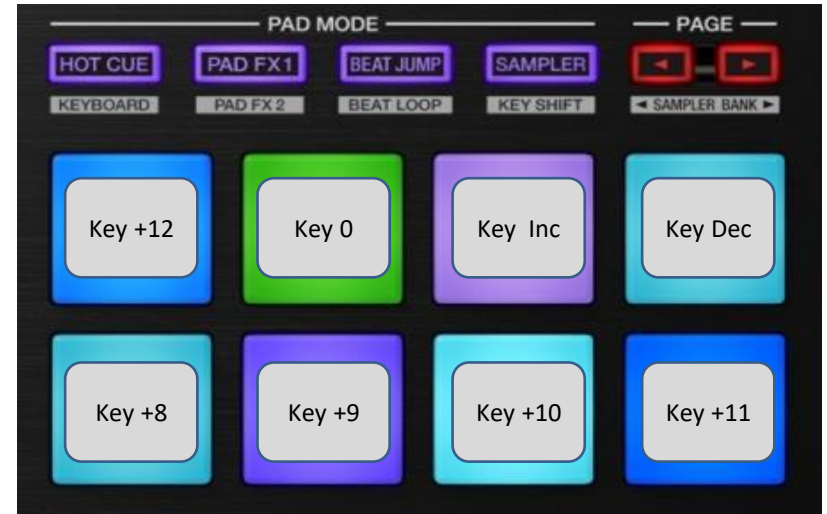 PAD MODE PAGE
HOT CUE PAD FX1 BEAT JUMP SAMPLER ◄ ►
KEYBOARD PAD FX 2 BEAT LOOP KEY SHIFT ◄ SAMPLER BANK ►
Key +12 Key 0 Key Inc Key Dec
Key +8 Key +9 Key +10 Key +11